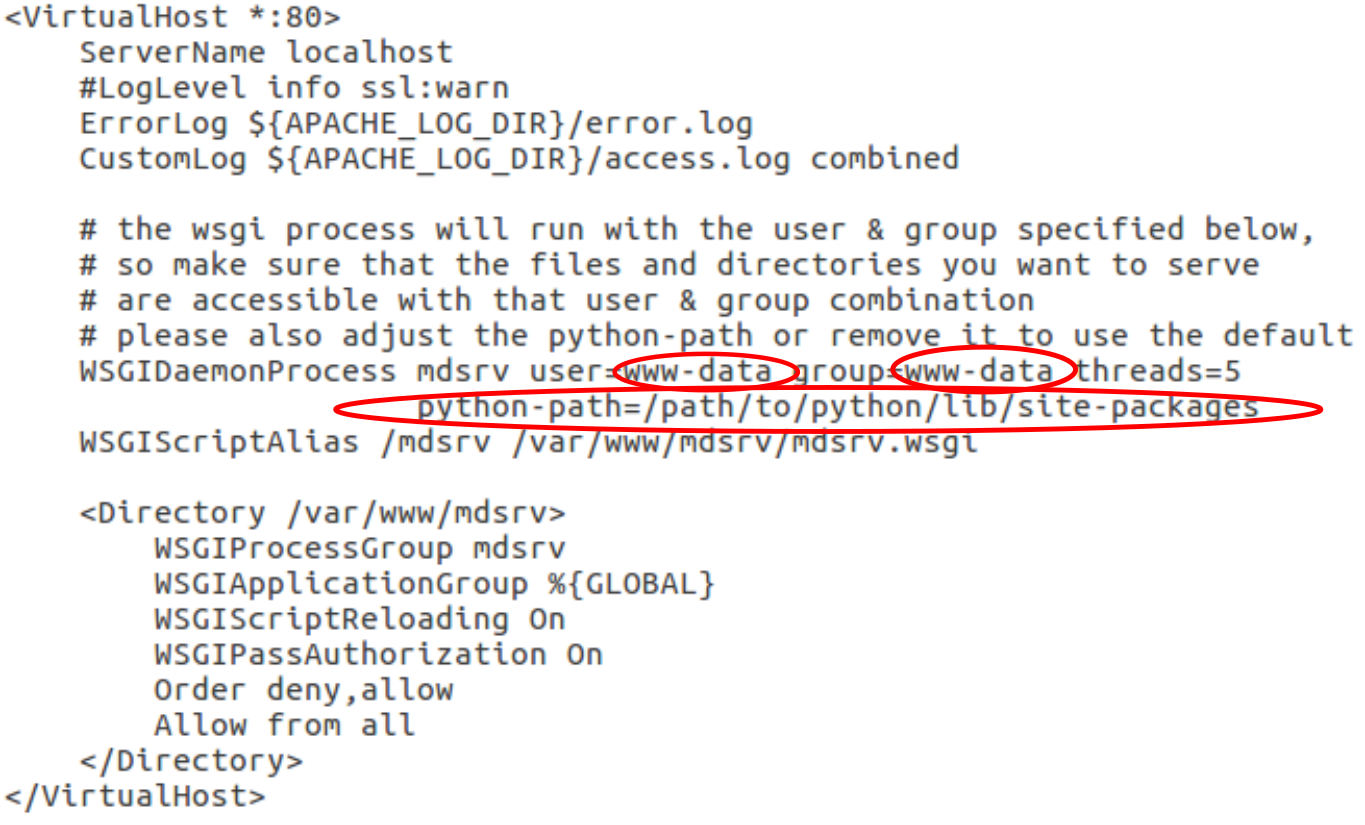 <VirtualHost *:80>
    ServerName localhost
    #LogLevel info ssl:warn
    ErrorLog ${APACHE_LOG_DIR}/error.log
    CustomLog ${APACHE_LOG_DIR}/access.log combined

    # the wsgi process will run with the user & group specified below,
    # so make sure that the files and directories you want to serve
    # are accessible with that user & group combination
    # please also adjust the python-path or remove it to use the default
    WSGIDaemonProcess mdsrv user=www-data group=www-data threads=5
                      python-path=/path/to/python/lib/site-packages
    WSGIScriptAlias /mdsrv /var/www/mdsrv/mdsrv.wsgi

    <Directory /var/www/mdsrv>
        WSGIProcessGroup mdsrv
        WSGIApplicationGroup %{GLOBAL}
        WSGIScriptReloading On
        WSGIPassAuthorization On
        Order deny,allow
        Allow from all
    </Directory>
</VirtualHost>